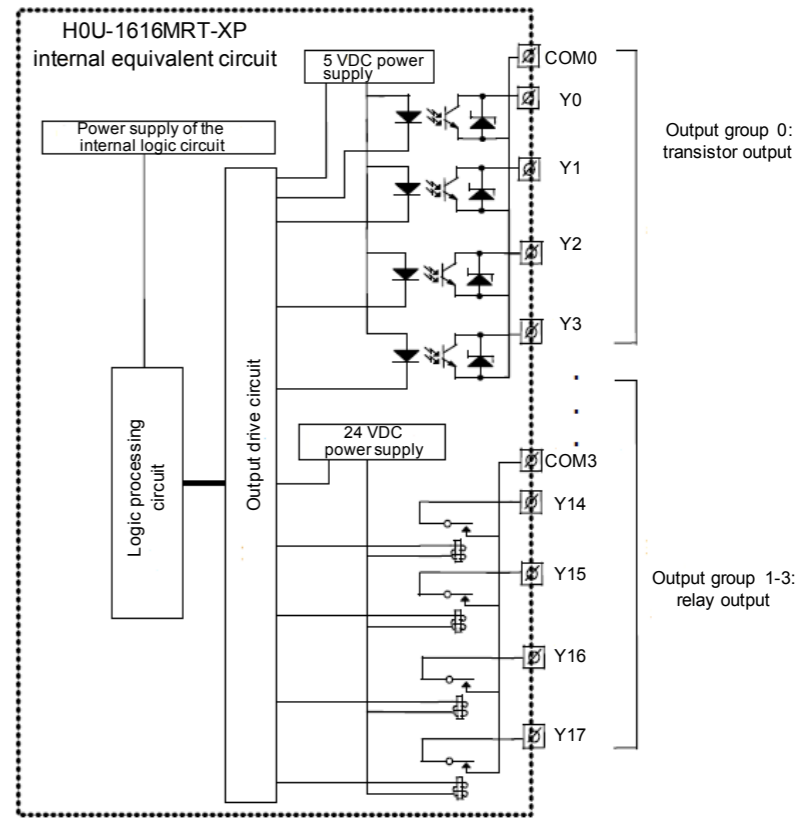 H0U-1616MRT-XP
internal equivalent circuit
5 VDC power
supply
COM0
Y0
Output group 0:
transistor output
Power supply of the
internal logic circuit
Y1
Y2
Y3
Logic processing
circuit
Output drive circuit
24 VDC
power supply
COM3
Y14
Y15
Output group 1-3:
relay output
Y16
Y17